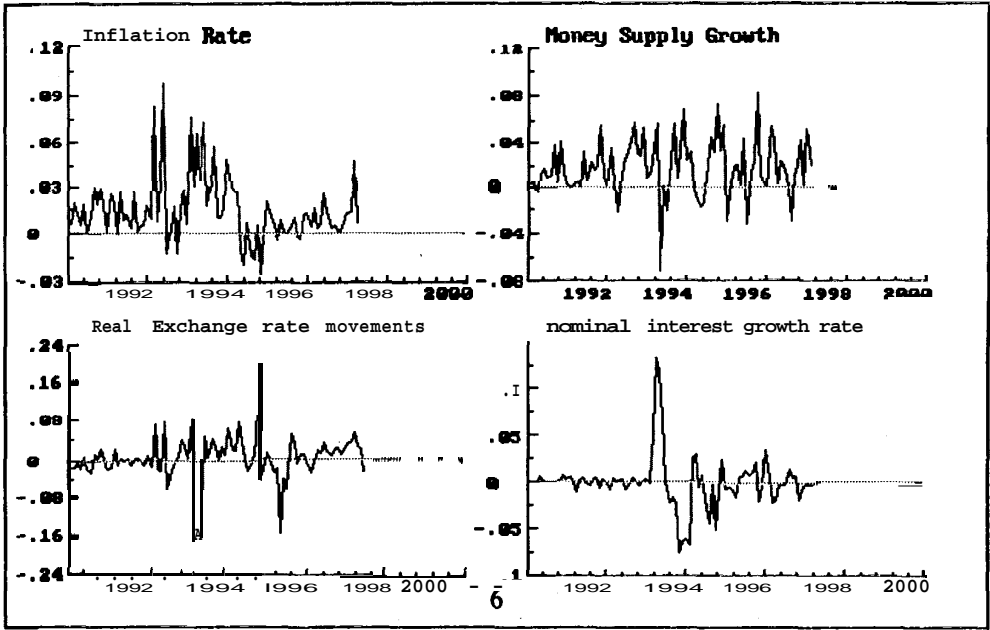 Inflation Rate
.12
.09
.06
.03
0
-.03
1992 1994 1996 1998 2000
Money Supply Growth
.12
.08
.04
0
-.04
-.08
1992 1994 1996 1998 2000
Real Exchange rate movements
.24
.16
.08
0
-.08
-.16
-.24
1992 1994 1996 1998 2000
nominal interest growth rate
.I
.05
0
-.05
1
1992 1994 1996 1998 2000
6